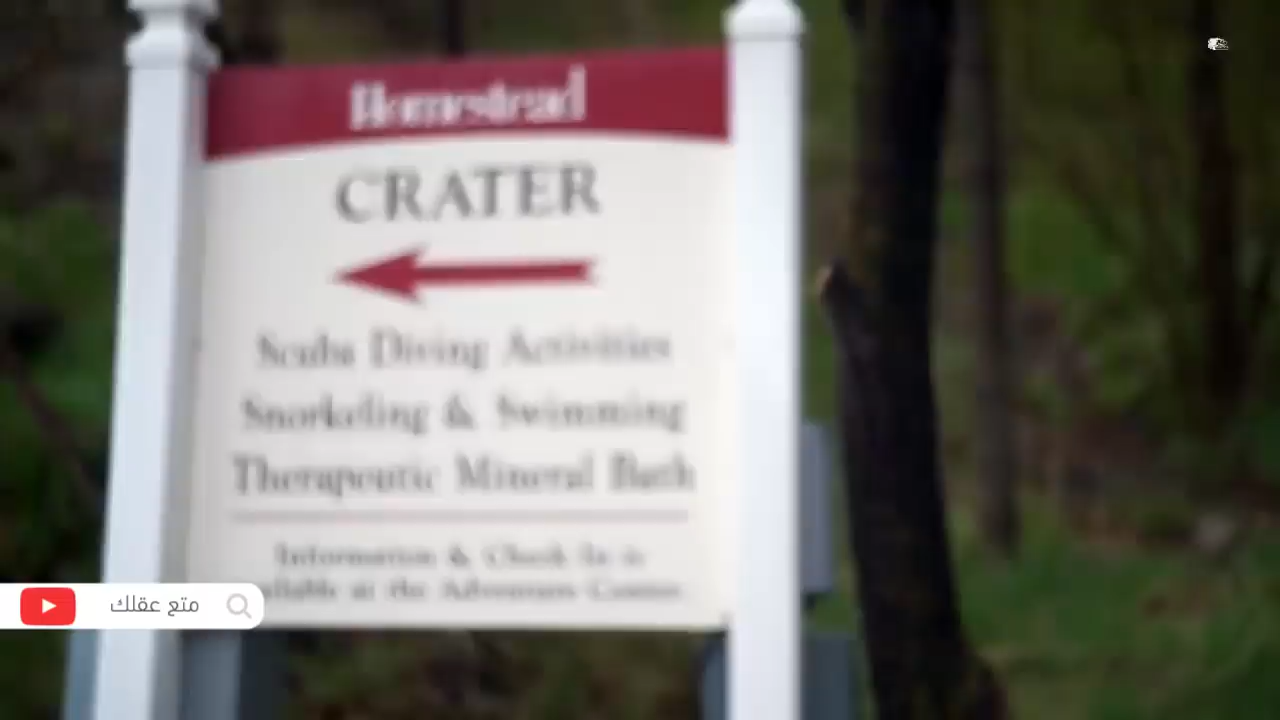 Homestead
CRATER
Scuba Diving Activities
Snorkeling & Swimming
Therapeutic Mineral Bath
Information & Check In is
at the Adventure Center.
متع عقلك